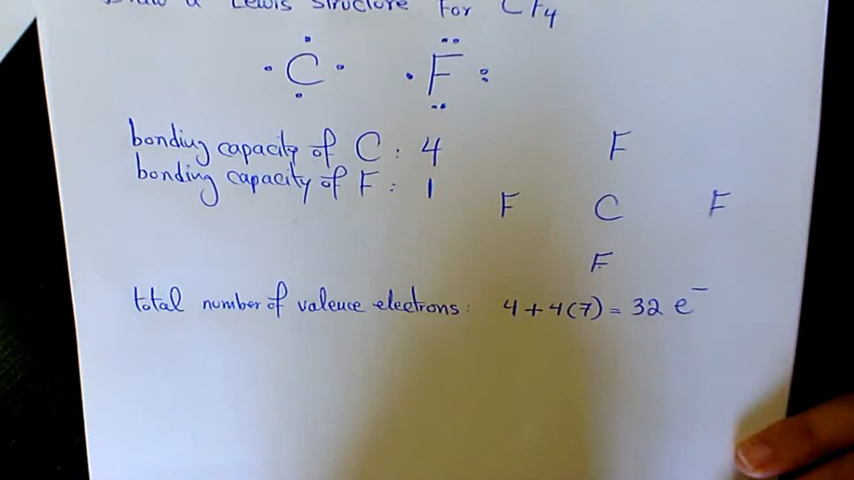 Draw a Lewis structure for CF4
C F
bonding capacity of C: 4
bonding capacity of F: 1
F
F C F
F
total number of valence electrons: 4+4(7) = 32 e⁻